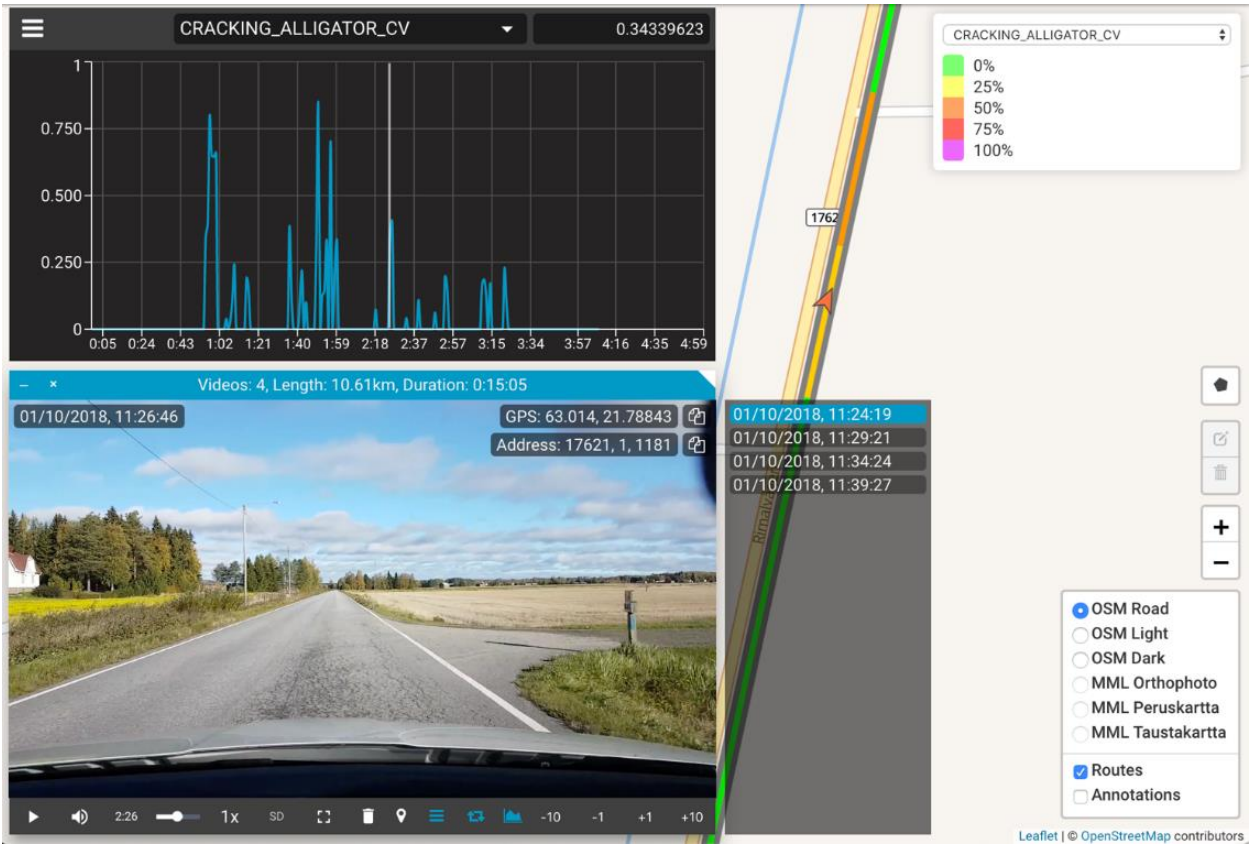 CRACKING_ALLIGATOR_CV
0.34339623
1
0.750
0.500
0.250
0
0:05 0:24 0:43 1:02 1:21 1:40 1:59 2:18 2:37 2:57 3:15 3:34 3:57 4:16 4:35 4:59
CRACKING_ALLIGATOR_CV
0%
25%
50%
75%
100%
1762
Videos: 4, Length: 10.61km, Duration: 0:15:05
01/10/2018, 11:26:46
GPS: 63.014, 21.78843
Address: 17621, 1, 1181
01/10/2018, 11:24:19
01/10/2018, 11:29:21
01/10/2018, 11:34:24
01/10/2018, 11:39:27
2:26
1x
SD
-10
-1
+1
+10
+
−
OSM Road
OSM Light
OSM Dark
MML Orthophoto
MML Peruskartta
MML Taustakartta
Routes
Annotations
Leaflet | © OpenStreetMap contributors